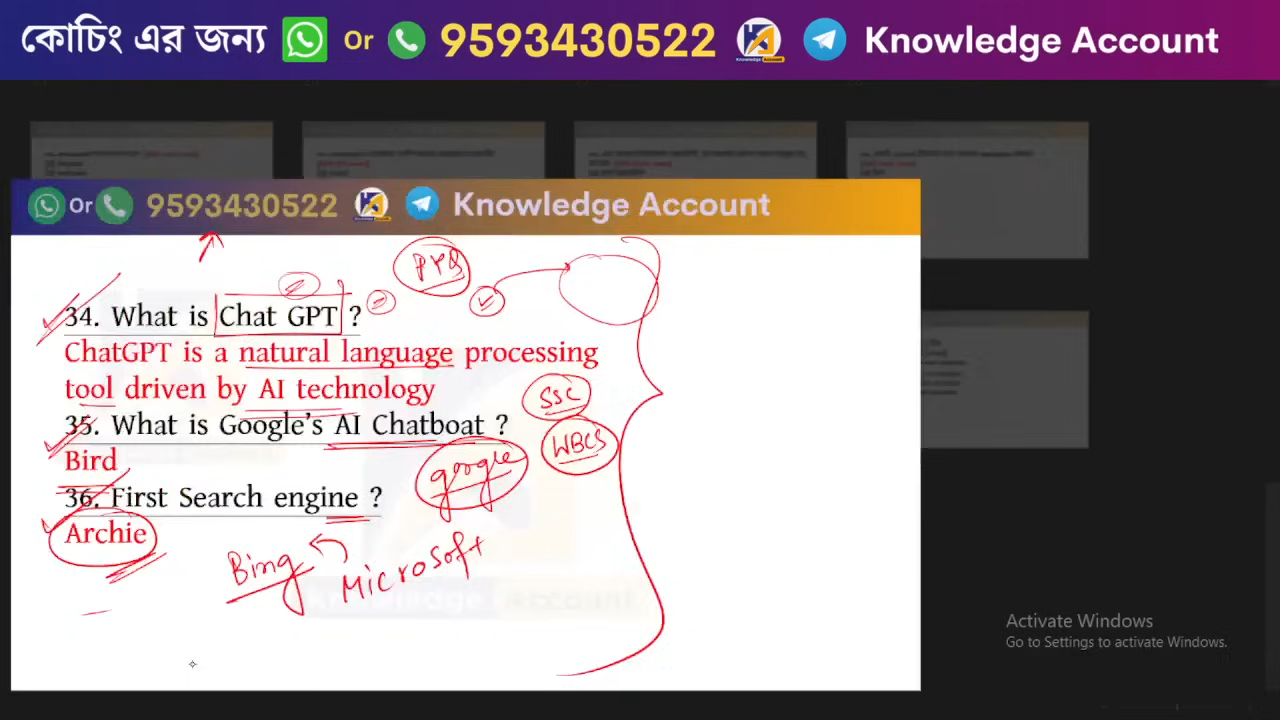 কোচিং এর জন্য Or 9593430522 Knowledge Account
Or 9593430522 Knowledge Account
PYQ
34. What is Chat GPT ?
ChatGPT is a natural language processing
tool driven by AI technology
SSC
35. What is Google's AI Chatboat ?
WBCS
Bird
google
36. First Search engine ?
Archie
Bing Microsoft
Knowledge Account
Activate Windows
Go to Settings to activate Windows.